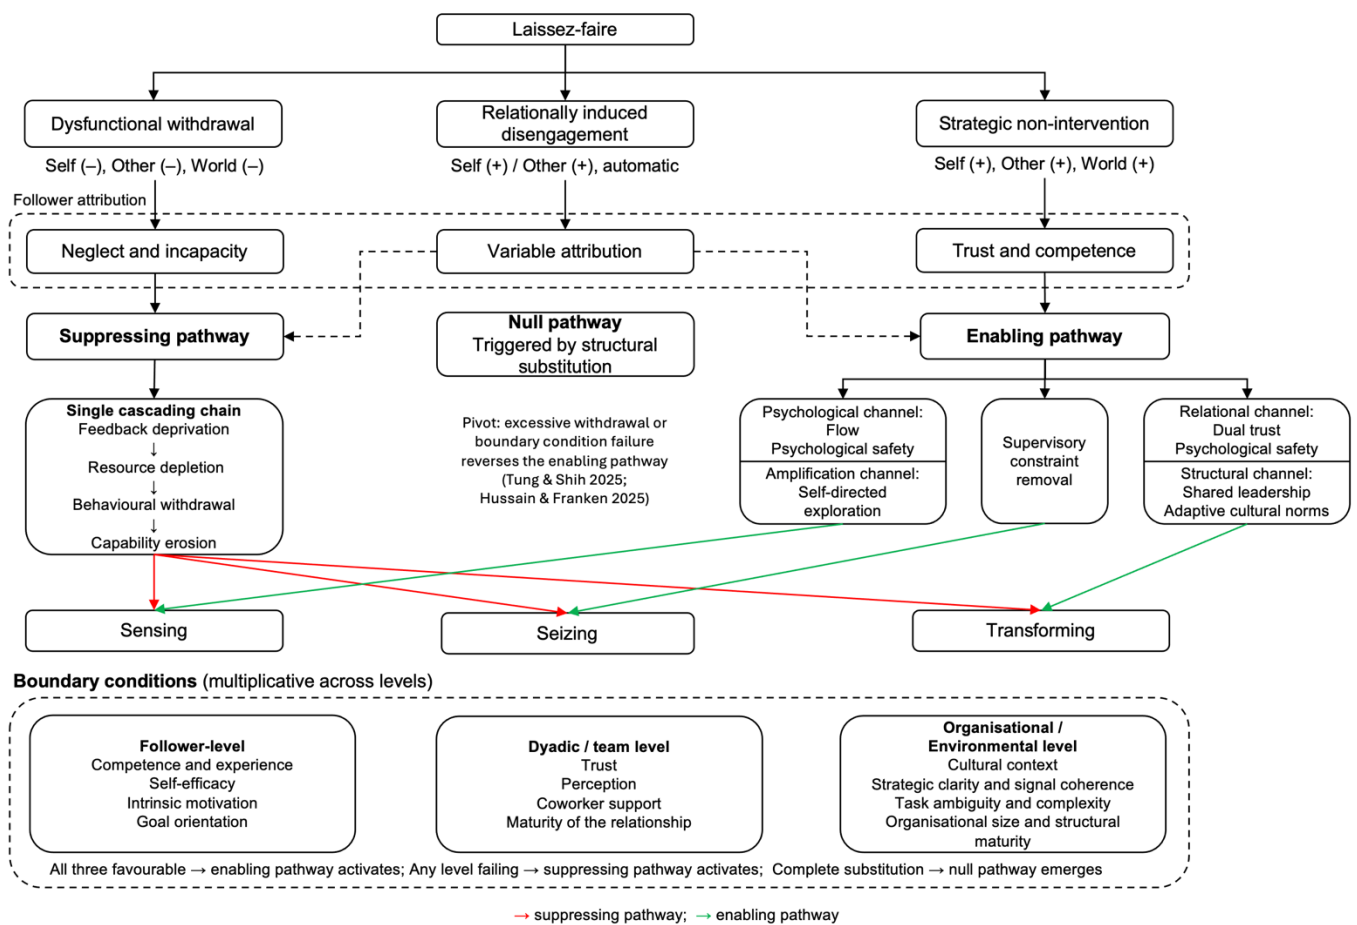 Laissez-faire
Dysfunctional withdrawal
Relationally induced
disengagement
Strategic non-intervention
Self (–), Other (–), World (–)
Self (+) / Other (+), automatic
Self (+), Other (+), World (+)
Follower attribution
Neglect and incapacity
Variable attribution
Trust and competence
Suppressing pathway
Null pathway
Triggered by structural
substitution
Enabling pathway
Single cascading chain
Feedback deprivation
↓
Resource depletion
↓
Behavioural withdrawal
↓
Capability erosion
Pivot: excessive withdrawal or
boundary condition failure
reverses the enabling pathway
(Tung & Shih 2025;
Hussain & Franken 2025)
Psychological channel:
Flow
Psychological safety
Amplification channel:
Self-directed
exploration
Supervisory
constraint
removal
Relational channel:
Dual trust
Psychological safety
Structural channel:
Shared leadership
Adaptive cultural norms
Sensing
Seizing
Transforming
Boundary conditions (multiplicative across levels)
Follower-level
Competence and experience
Self-efficacy
Intrinsic motivation
Goal orientation
Dyadic / team level
Trust
Perception
Coworker support
Maturity of the relationship
Organisational /
Environmental level
Cultural context
Strategic clarity and signal coherence
Task ambiguity and complexity
Organisational size and structural
maturity
All three favourable → enabling pathway activates; Any level failing → suppressing pathway activates; Complete substitution → null pathway emerges
→ suppressing pathway; → enabling pathway